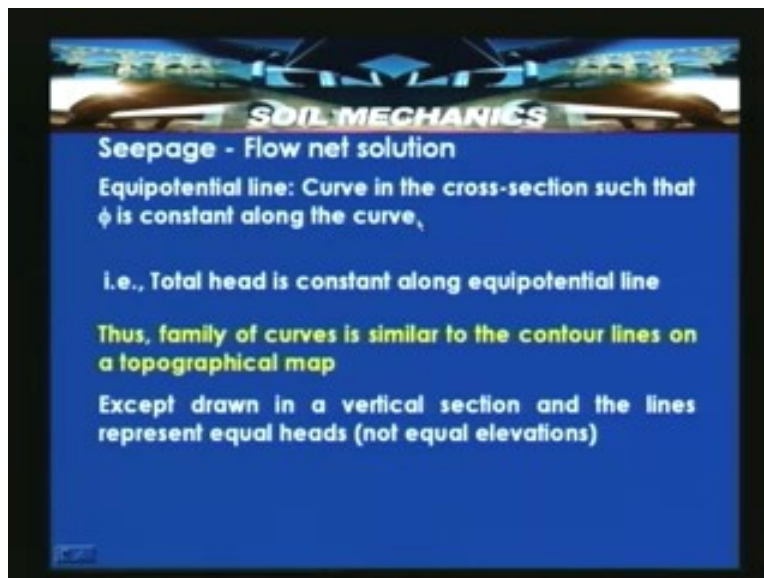 SOIL MECHANICS
Seepage - Flow net solution
Equipotential line: Curve in the cross-section such that
ϕ is constant along the curve.
i.e., Total head is constant along equipotential line
Thus, family of curves is similar to the contour lines on
a topographical map
Except drawn in a vertical section and the lines
represent equal heads (not equal elevations)